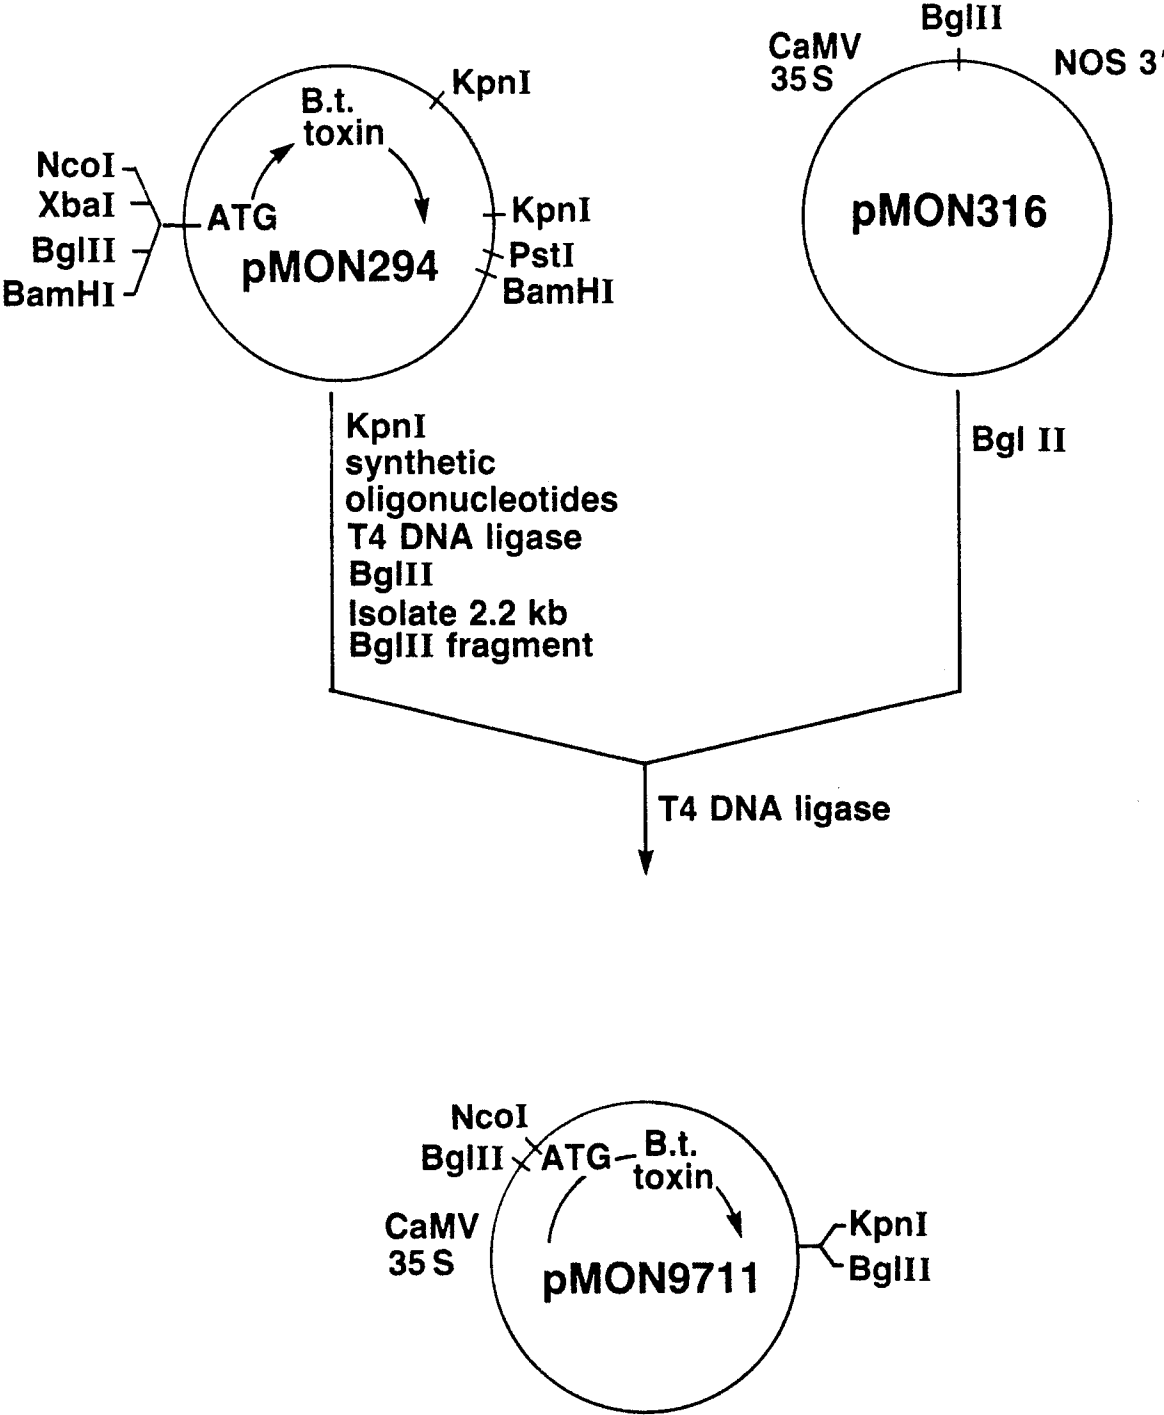 BglII
CaMV
35S
NOS 3'
KpnI
B.t.
toxin
NcoI
XbaI
BglII
BamHI
ATG
pMON294
KpnI
PstI
BamHI
pMON316
KpnI
synthetic
oligonucleotides
T4 DNA ligase
BglII
Isolate 2.2 kb
BglII fragment
Bgl II
T4 DNA ligase
NcoI
BglII
ATG
B.t.
toxin
CaMV
35S
pMON9711
KpnI
BglII